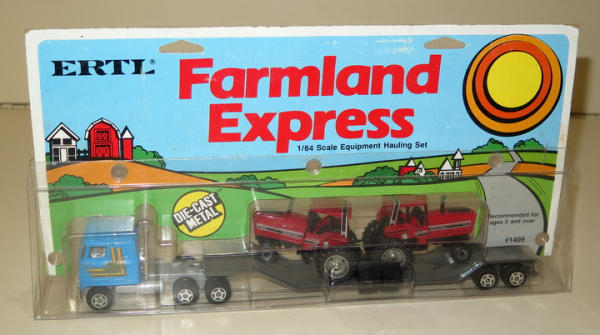 ERTL®
Farmland
Express
1/64 Scale Equipment Hauling Set
DIE-CAST
METAL
Recommended for
ages 3 and over
#1409